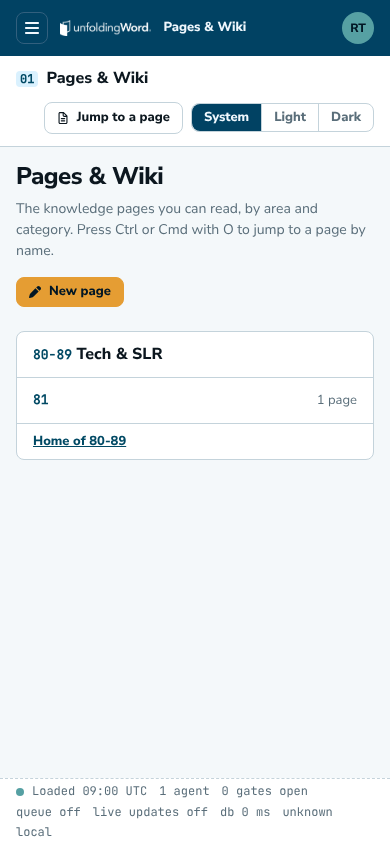 unfoldingWord. Pages & Wiki RT
01 Pages & Wiki
Jump to a page System Light Dark
Pages & Wiki
The knowledge pages you can read, by area and
category. Press Ctrl or Cmd with O to jump to a page by
name.
New page
80-89 Tech & SLR
81 1 page
Home of 80-89
Loaded 09:00 UTC 1 agent 0 gates open
queue off live updates off db 0 ms unknown
local